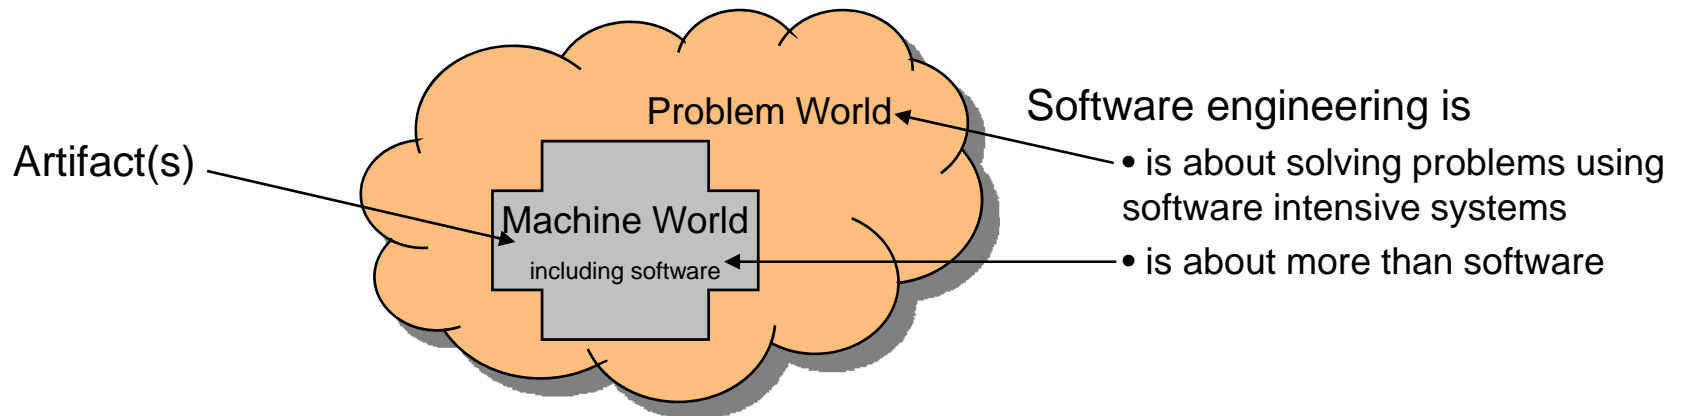 Problem World
Software engineering is
Artifact(s)
• is about solving problems using
software intensive systems
Machine World
including software
• is about more than software